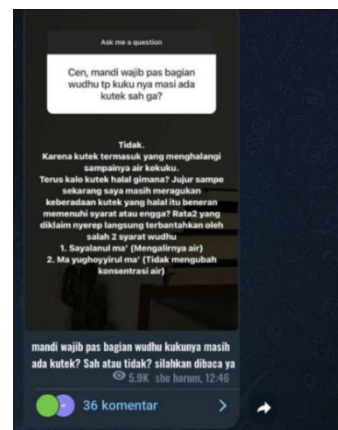 Ask me a question
Cen, mandi wajib pas bagian
wudhu tp kuku nya masi ada
kutek sah ga?
Tidak.
Karena kutek termasuk yang menghalangi
sampainya air kekuku.
Terus kalo kutek halal gimana? Jujur sampe
sekarang saya masih meragukan
keberadaan kutek yang halal itu beneran
memenuhi syarat atau engga? Rata2 yang
diklaim nyerep langsung terbantahkan oleh
salah 2 syarat wudhu
1. Sayalanul ma' (Mengalirnya air)
2. Ma yughoyyirul ma' (Tidak mengubah
konsentrasi air)
mandi wajib pas bagian wudhu kukunya masih
ada kutek? Sah atau tidak? silahkan dibaca ya
5.9K she harum, 12:46
36 komentar